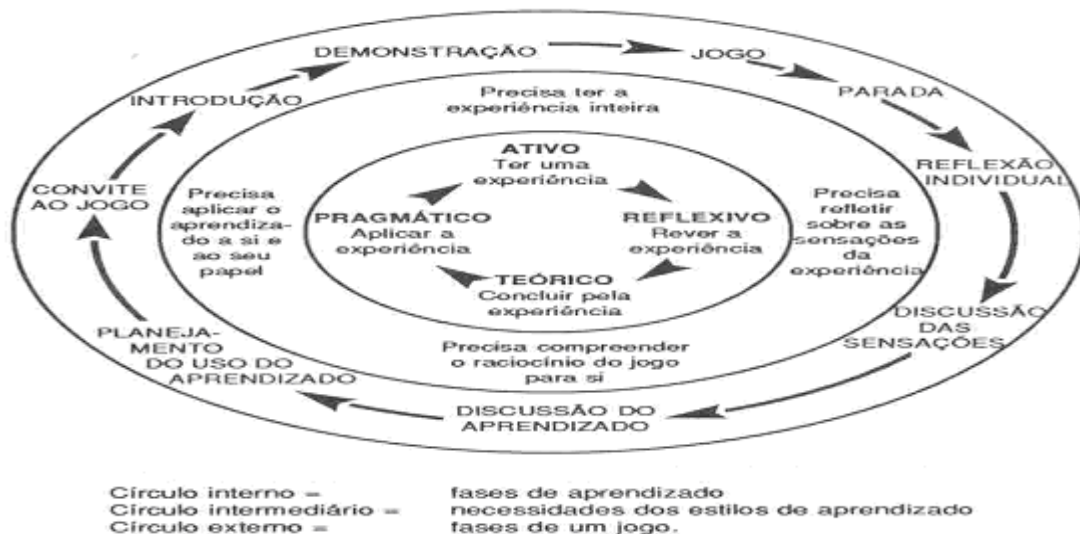 DEMONSTRAÇÃO
JOGO
PARADA
REFLEXÃO
INDIVIDUAL
DISCUSSÃO
DAS
SENSAÇÕES
DISCUSSÃO DO
APRENDIZADO
PLANEJA-
MENTO
DO USO DO
APRENDIZADO
CONVITE
AO JOGO
INTRODUÇÃO
Precisa ter a
experiência inteira
Precisa
refletir
sobre as
sensações
da
experiência
Precisa compreender
o raciocínio do jogo
para si
Precisa
aplicar o
aprendiza-
do a si e
ao seu
papel
ATIVO
Ter uma
experiência
REFLEXIVO
Rever a
experiência
TEÓRICO
Concluir pela
experiência
PRAGMÁTICO
Aplicar a
experiência
Círculo interno = fases de aprendizado
Círculo intermediário = necessidades dos estilos de aprendizado
Círculo externo = fases de um jogo.